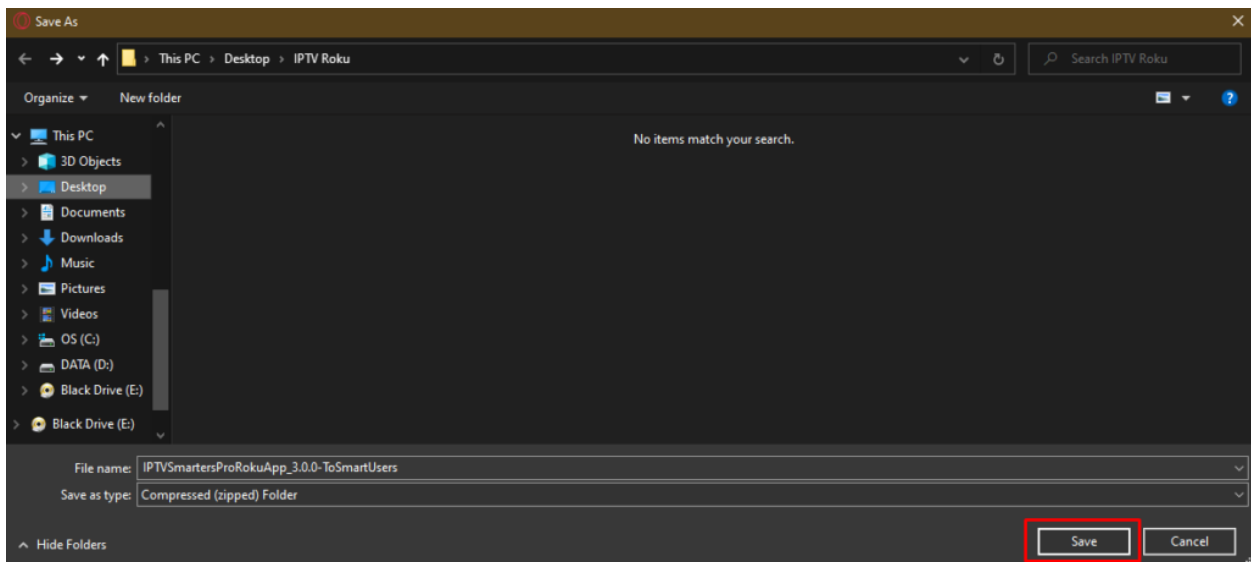 Save As
This PC > Desktop > IPTV Roku
Search IPTV Roku
Organize
New folder
No items match your search.
This PC
3D Objects
Desktop
Documents
Downloads
Music
Pictures
Videos
OS (C:)
DATA (D:)
Black Drive (E:)
Black Drive (E:)
File name: IPTVSmartersProRokuApp_3.0.0-ToSmartUsers
Save as type: Compressed (zipped) Folder
Hide Folders
Save
Cancel